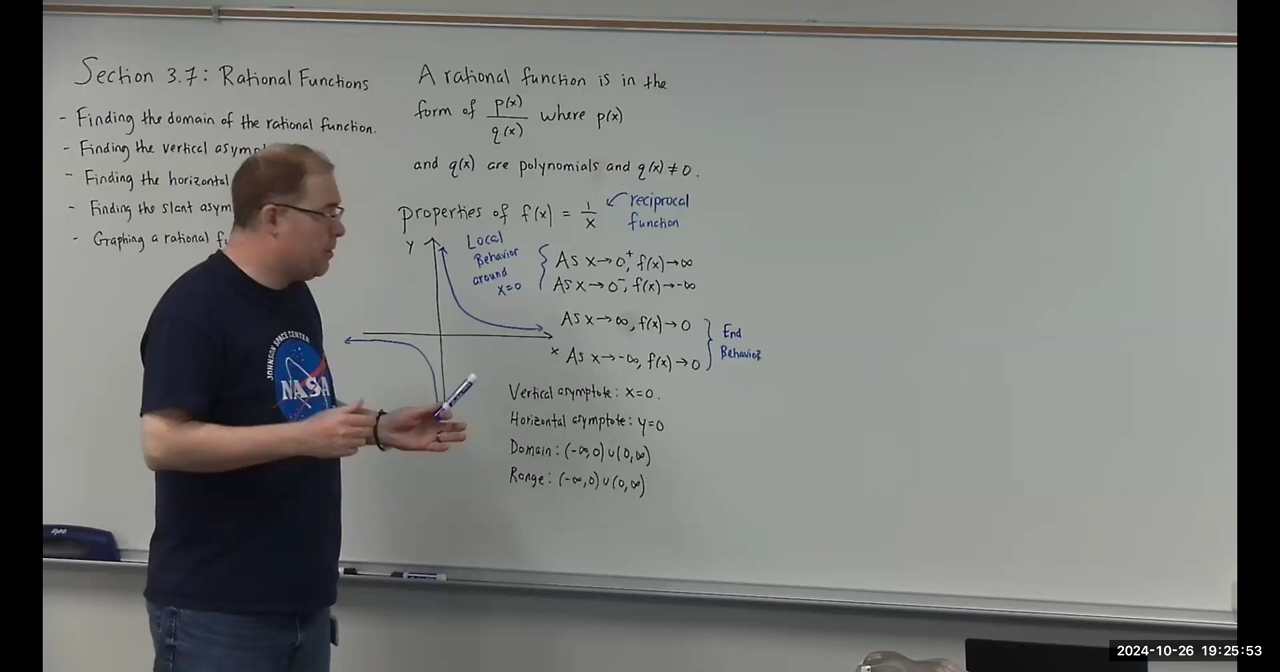 Section 3.7: Rational Functions
- Finding the domain of the rational function.
- Finding the vertical
- Finding the horizontal
- Finding the slant
- Graphing a rational
A rational function is in the
form of p(x)/q(x) where p(x)
and q(x) are polynomials and q(x) ≠ 0.
properties of f(x) = 1/x
reciprocal
function
y
Local
Behavior
around
x=0
As x→0⁺, f(x)→∞
As x→0⁻, f(x)→-∞
As x→∞, f(x)→0
As x→-∞, f(x)→0
x
End
Behavior
Vertical asymptote: x=0.
Horizontal asymptote: y=0
Domain: (-∞,0)∪(0,∞)
Range: (-∞,0)∪(0,∞)
JOHNSON SPACE CENTER
NASA
expo
2024-10-26 19:25:53